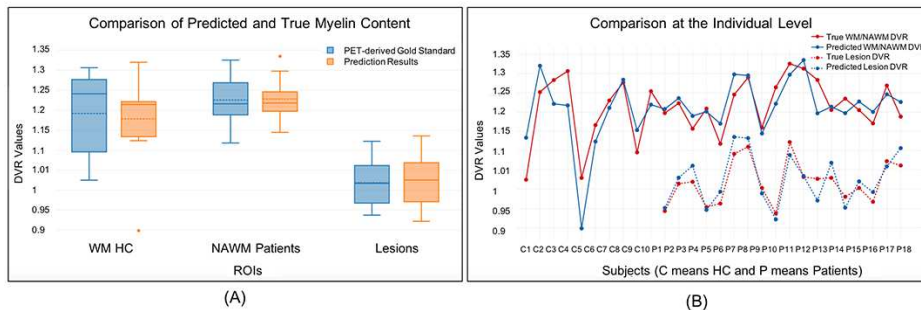 Comparison of Predicted and True Myelin Content
PET-derived Gold Standard
Prediction Results
1.35
1.3
1.25
1.2
1.15
1.1
1.05
1
0.95
0.9
DVR Values
WM HC
NAWM Patients
Lesions
ROIs
(A)
Comparison at the Individual Level
True WM/NAWM DVR
Predicted WM/NAWM DVR
True Lesion DVR
Predicted Lesion DVR
1.35
1.3
1.25
1.2
1.15
1.1
1.05
1
0.95
0.9
DVR Values
C1 C2 C3 C4 C5 C6 C7 C8 C9 C10 P1 P2 P3 P4 P5 P6 P7 P8 P9 P10 P11 P12 P13 P14 P15 P16 P17 P18
Subjects (C means HC and P means Patients)
(B)